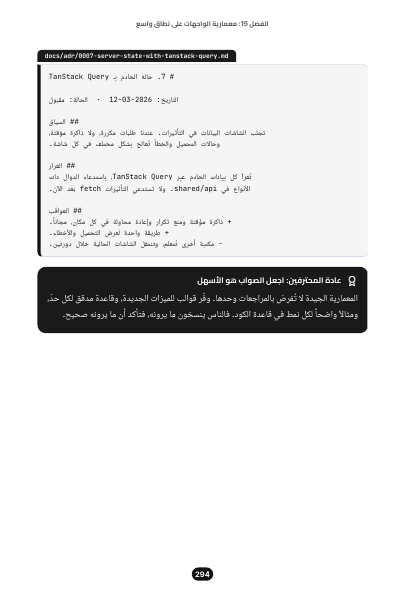 الفصل 15: معمارية الواجهات على نطاق واسع
docs/adr/0007-server-state-with-tanstack-query.md
# 7. حالة الخادم بـ TanStack Query
التاريخ: 2026-03-12 · الحالة: مقبول
## السياق
تجلب الشاشات البيانات في التأثيرات. عندنا طلبات مكررة، ولا ذاكرة مؤقتة،
وحالات التحميل والخطأ تُعالج بشكل مختلف في كل شاشة.
## القرار
تُقرأ كل بيانات الخادم عبر TanStack Query، باستدعاء الدوال ذات
الأنواع في shared/api. ولا تستدعي التأثيرات fetch بعد الآن.
## العواقب
+ ذاكرة مؤقتة ومنع تكرار وإعادة محاولة في كل مكان، مجاناً.
+ طريقة واحدة لعرض التحميل والأخطاء.
- مكتبة أخرى تُتعلم، وتنتقل الشاشات الحالية خلال دورتين.
عادة المحترفين: اجعل الصواب هو الأسهل
المعمارية الجيدة لا تُفرض بالمراجعات وحدها. وفّر قوالب للميزات الجديدة، وقاعدة مدقق لكل حدّ،
ومثالاً واضحاً لكل نمط في قاعدة الكود. فالناس ينسخون ما يرونه، فتأكد أن ما يرونه صحيح.
294